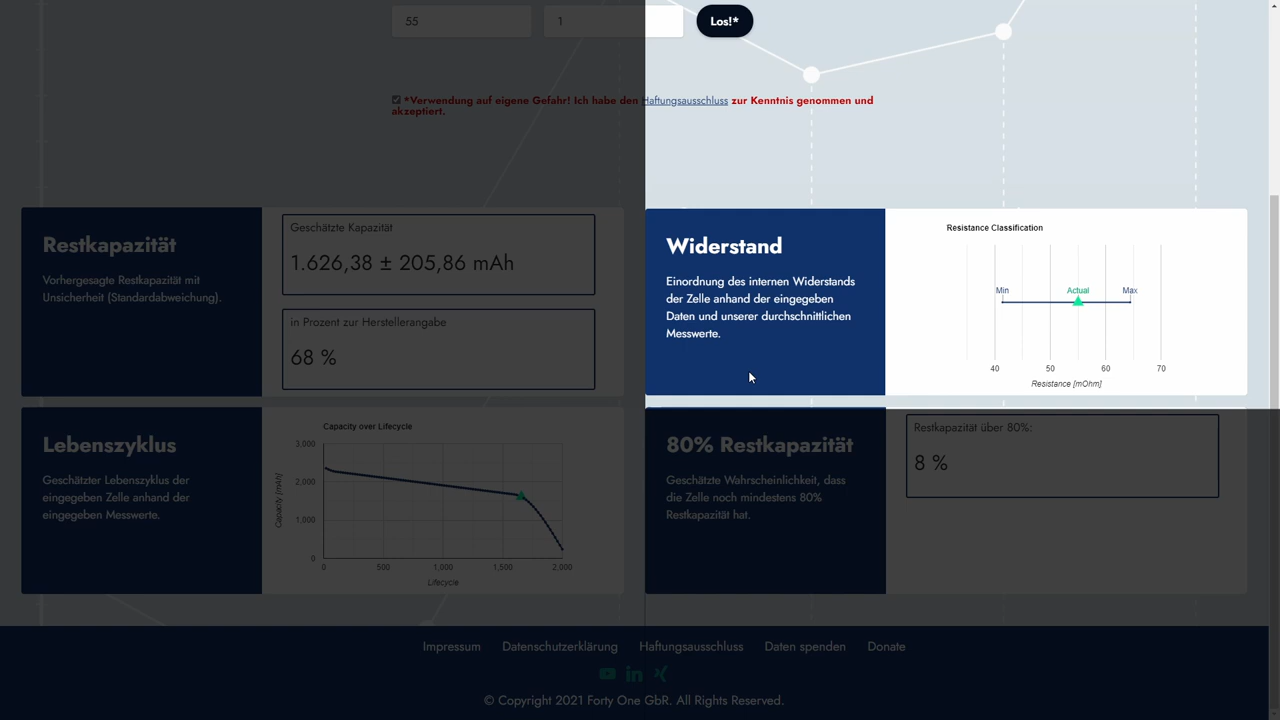 55
1
Los!*
*Verwendung auf eigene Gefahr! Ich habe den Haftungsausschluss zur Kenntnis genommen und
akzeptiert.
Restkapazität
Vorhergesagte Restkapazität mit
Unsicherheit (Standardabweichung).
Geschätzte Kapazität
1.626,38 ± 205,86 mAh
in Prozent zur Herstellerangabe
68 %
Widerstand
Einordnung des internen Widerstands
der Zelle anhand der eingegeben
Daten und unserer durchschnittlichen
Messwerte.
Resistance Classification
Min
Actual
Max
40
50
60
70
Resistance [mOhm]
Lebenszyklus
Geschätzter Lebenszyklus der
eingegeben Zelle anhand der
eingegeben Messwerte.
Capacity over Lifecycle
Capacity [mAh]
3,000
2,000
1,000
0
0
500
1,000
1,500
2,000
Lifecycle
80% Restkapazität
Geschätzte Wahrscheinlichkeit, dass
die Zelle noch mindestens 80%
Restkapazität hat.
Restkapazität über 80%:
8 %
Impressum
Datenschutzerklärung
Haftungsausschluss
Daten spenden
Donate
© Copyright 2021 Forty One GbR. All Rights Reserved.